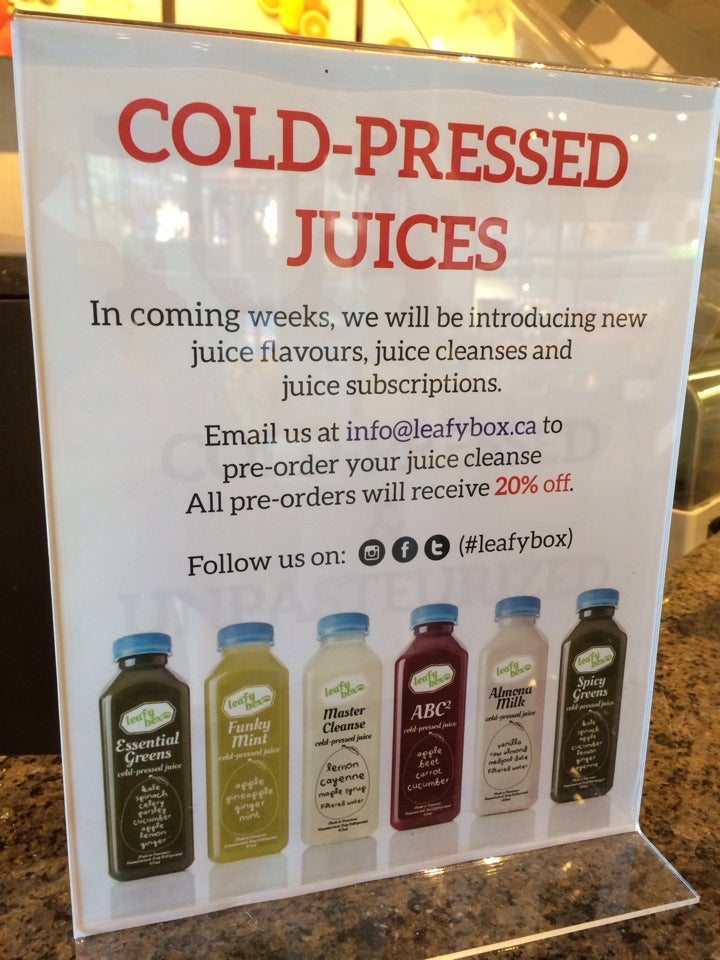 COLD-PRESSED
JUICES
In coming weeks, we will be introducing new
juice flavours, juice cleanses and
juice subscriptions.
Email us at info@leafybox.ca to
pre-order your juice cleanse
All pre-orders will receive 20% off.
Follow us on: (#leafybox)
leafy
box
Essential
Greens
cold-pressed juice
kale
spinach
celery
parsley
cucumber
apple
lemon
ginger
leafy
box
Funky
Mint
cold-pressed juice
apple
pineapple
ginger
mint
leafy
box
Master
Cleanse
cold-pressed juice
lemon
cayenne
maple syrup
filtered water
leafy
box
ABC²
cold-pressed juice
apple
beet
carrot
cucumber
leafy
box
Almond
Milk
cold-pressed juice
vanilla
raw almond
medjool date
filtered water
leafy
box
Spicy
Greens
cold-pressed juice
kale
spinach
apple
cucumber
lemon
ginger
cayenne